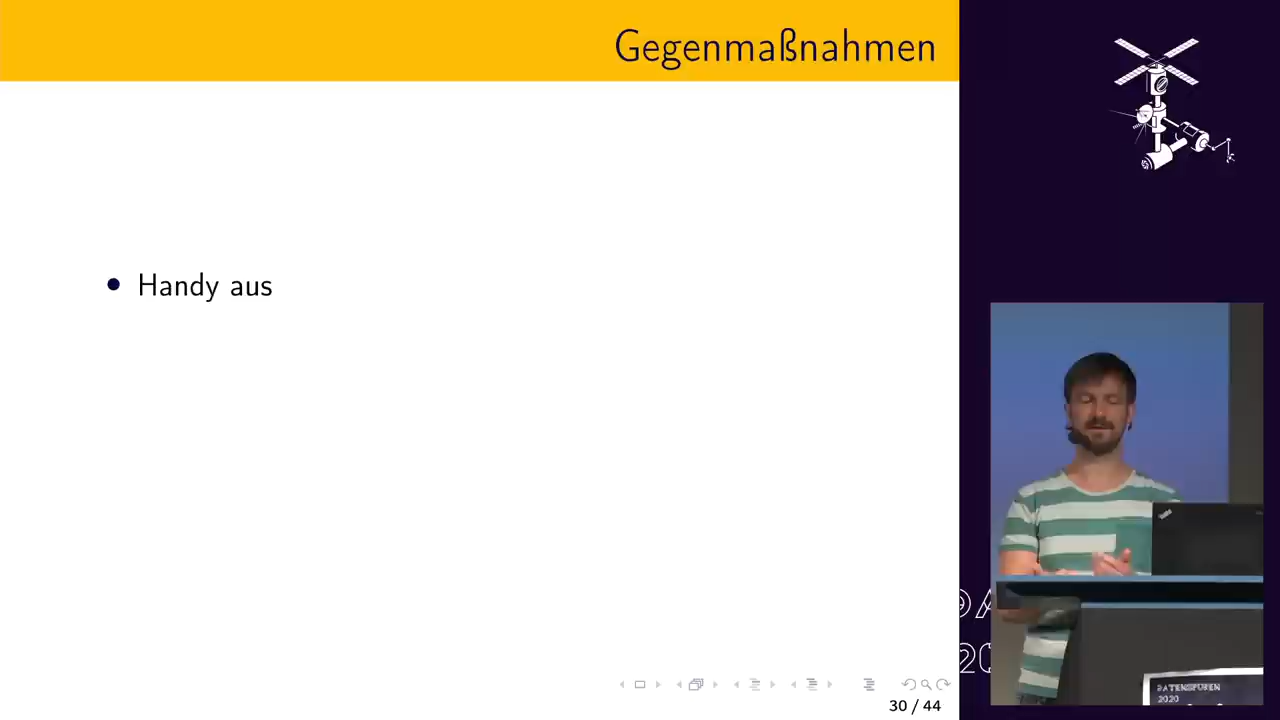 Gegenmaßnahmen
• Handy aus
30 / 44
DATENSPUREN
2020